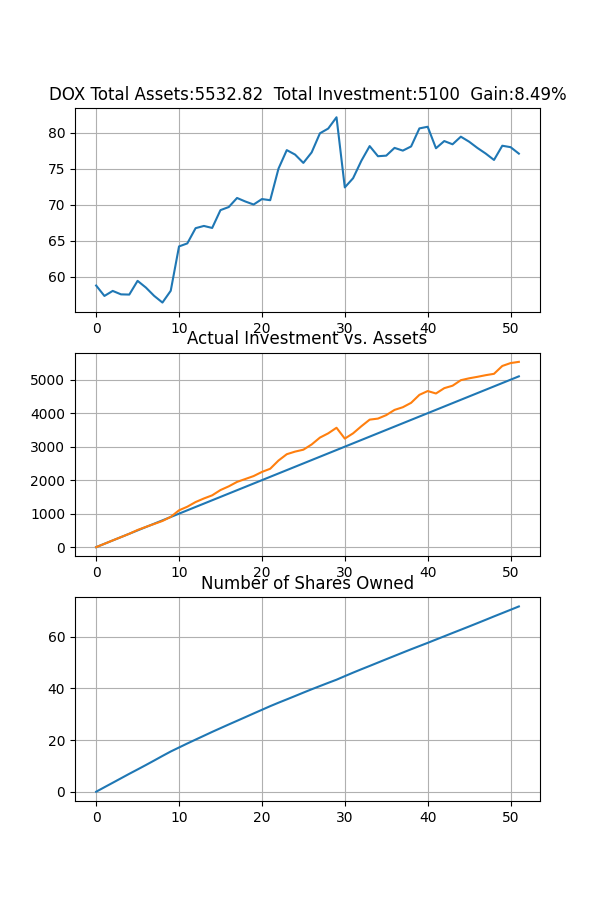 DOX Total Assets:5532.82  Total Investment:5100  Gain:8.49%
80
75
70
65
60
0 10 20 30 40 50
Actual Investment vs. Assets
5000
4000
3000
2000
1000
0
0 10 20 30 40 50
Number of Shares Owned
60
40
20
0
0 10 20 30 40 50